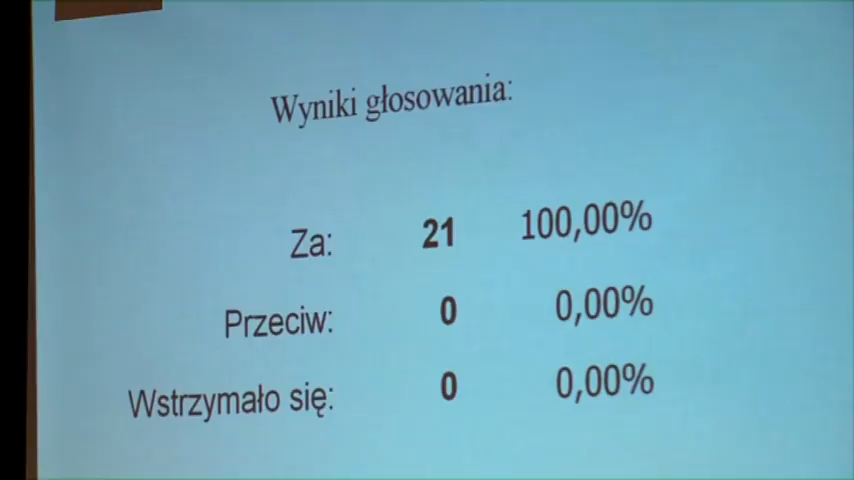 Wyniki głosowania:
Za: 21 100,00%
Przeciw: 0 0,00%
Wstrzymało się: 0 0,00%